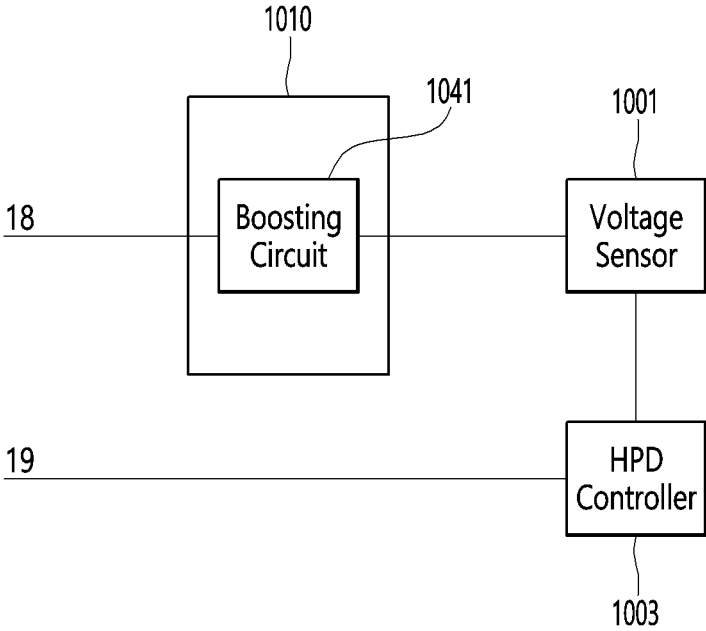 1010
1041
1001
18
Boosting
Circuit
Voltage
Sensor
19
HPD
Controller
1003